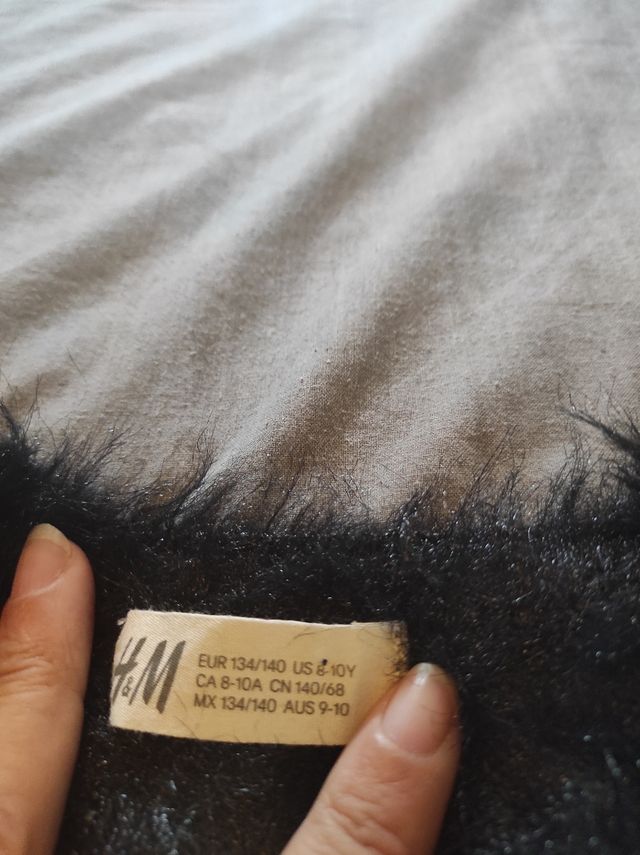 H&M
EUR 134/140 US 8-10Y
CA 8-10A CN 140/68
MX 134/140 AUS 9-10